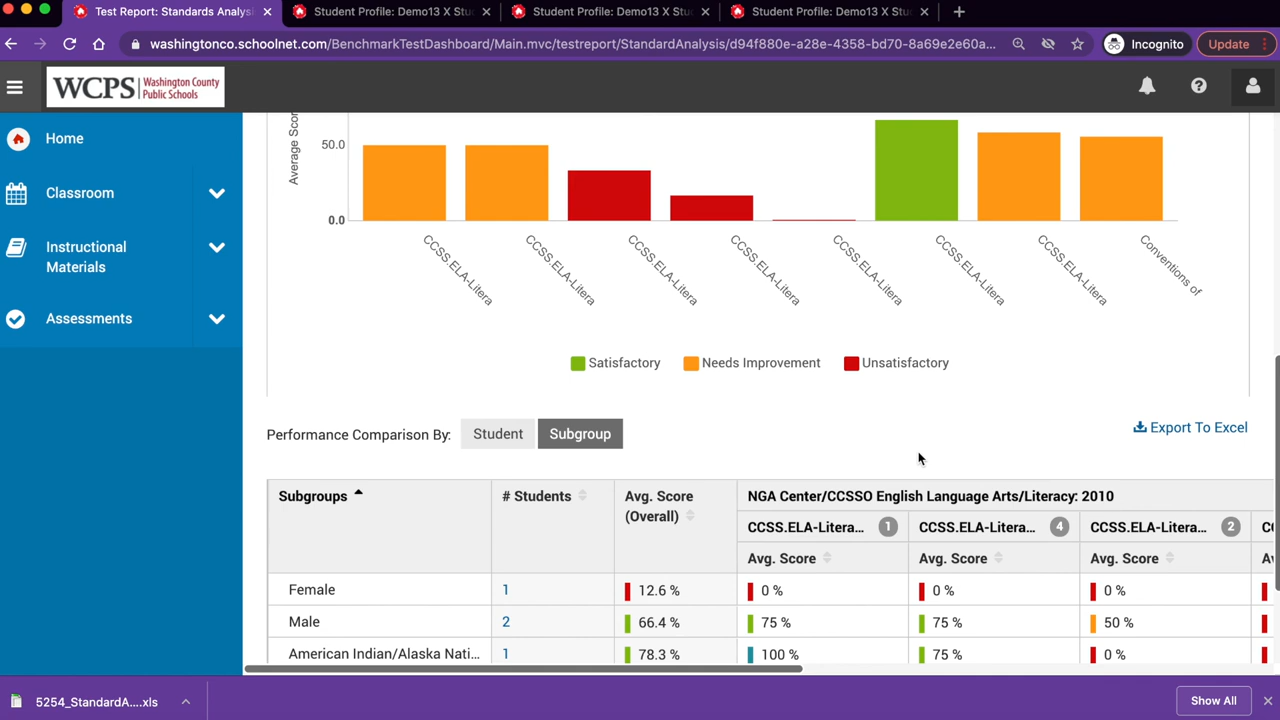 Test Report: Standards Analysis
Student Profile: Demo13 X Stu
Student Profile: Demo13 X Stu
Student Profile: Demo13 X Stu
washingtonco.schoolnet.com/BenchmarkTestDashboard/Main.mvc/testreport/StandardAnalysis/d94f880e-a28e-4358-bd70-8a69e2e60a...
Incognito
Update
WCPS
Washington County
Public Schools
Home
Classroom
Instructional
Materials
Assessments
Average Sco
50.0
0.0
CCSS.ELA-Litera
CCSS.ELA-Litera
CCSS.ELA-Litera
CCSS.ELA-Litera
CCSS.ELA-Litera
CCSS.ELA-Litera
CCSS.ELA-Litera
Conventions of
Satisfactory Needs Improvement Unsatisfactory
Performance Comparison By: Student Subgroup
Export To Excel
Subgroups # Students Avg. Score
(Overall)
NGA Center/CCSSO English Language Arts/Literacy: 2010
CCSS.ELA-Litera... 1 CCSS.ELA-Litera... 4 CCSS.ELA-Litera... 2
Avg. Score Avg. Score Avg. Score
Female 1 12.6 % 0 % 0 % 0 %
Male 2 66.4 % 75 % 75 % 50 %
American Indian/Alaska Nati... 1 78.3 % 100 % 75 % 0 %
5254_StandardA....xls
Show All